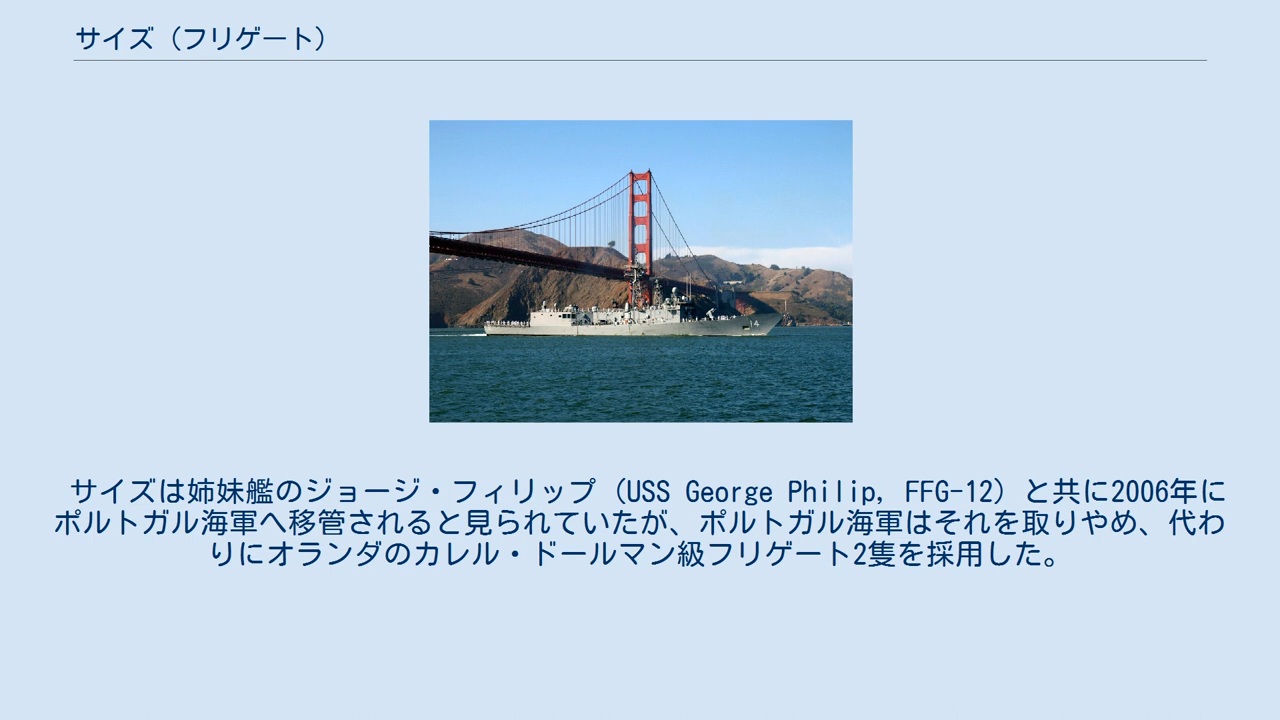 サイズ（フリゲート）
14
サイズは姉妹艦のジョージ・フィリップ（USS George Philip, FFG-12）と共に2006年に
ポルトガル海軍へ移管されると見られていたが、ポルトガル海軍はそれを取りやめ、代わ
りにオランダのカレル・ドールマン級フリゲート2隻を採用した。